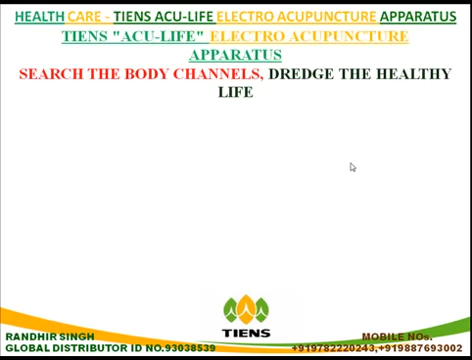 HEALTH CARE - TIENS ACU-LIFE ELECTRO ACUPUNCTURE APPARATUS
TIENS "ACU-LIFE" ELECTRO ACUPUNCTURE
APPARATUS
SEARCH THE BODY CHANNELS, DREDGE THE HEALTHY
LIFE
TIENS
RANDHIR SINGH
GLOBAL DISTRIBUTOR ID NO.93038539
MOBILE NOs.
+919782220243,+919887693002